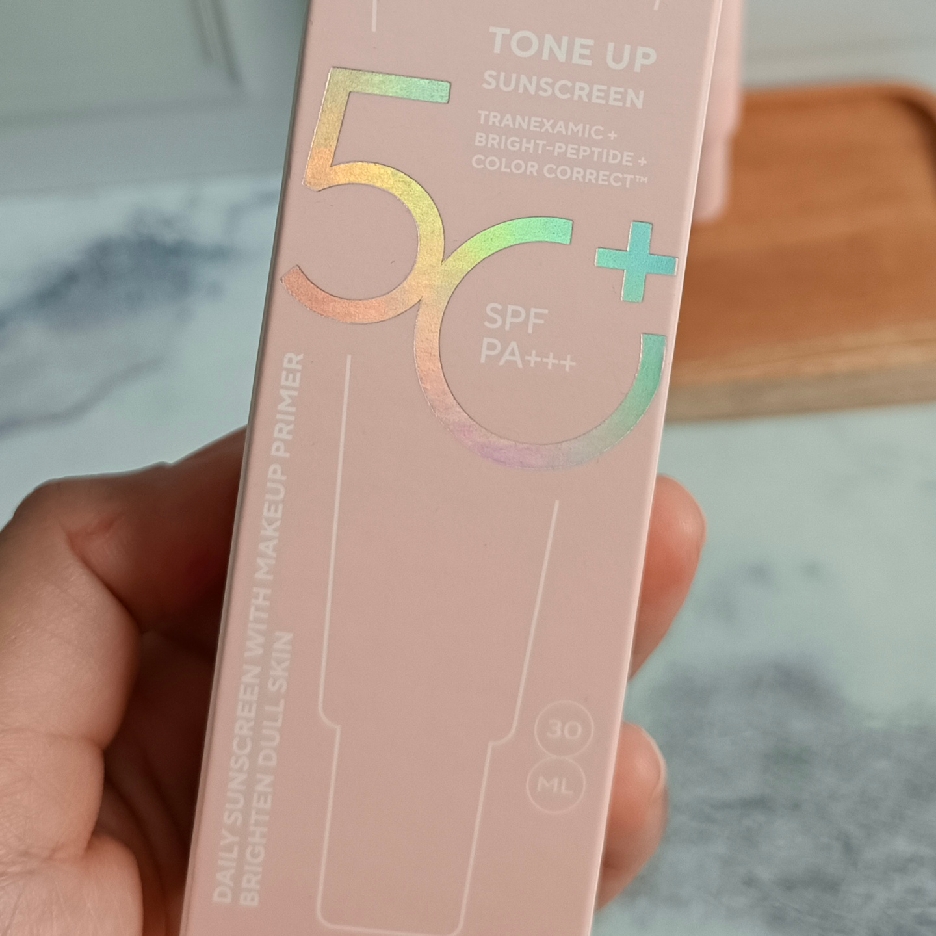 TONE UP
SUNSCREEN
TRANEXAMIC +
BRIGHT-PEPTIDE +
COLOR CORRECT™
50+
SPF
PA+++
DAILY SUNSCREEN WITH MAKEUP PRIMER
BRIGHTEN DULL SKIN
30
ML